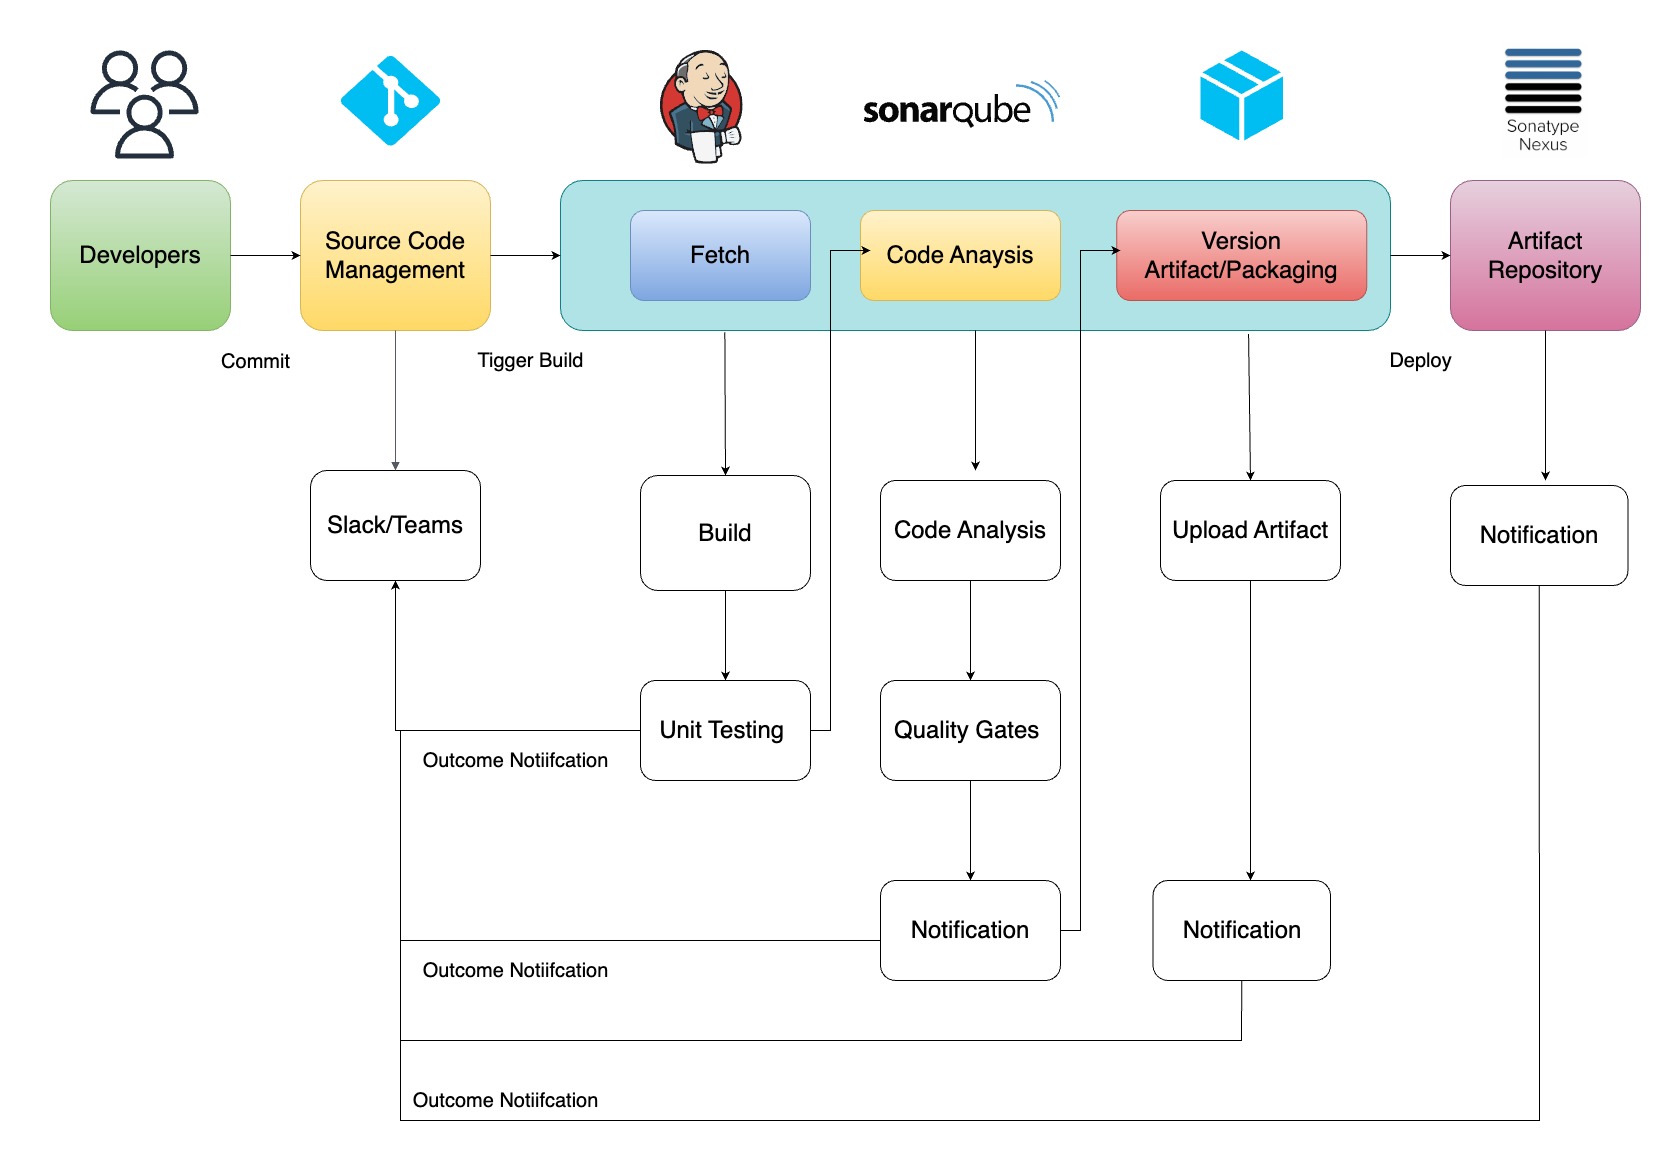 sonarqube
Sonatype
Nexus
Developers
Source Code
Management
Fetch
Code Anaysis
Version
Artifact/Packaging
Artifact
Repository
Commit
Tigger Build
Deploy
Slack/Teams
Build
Code Analysis
Upload Artifact
Notification
Unit Testing
Quality Gates
Outcome Notiifcation
Notification
Notification
Outcome Notiifcation
Outcome Notiifcation